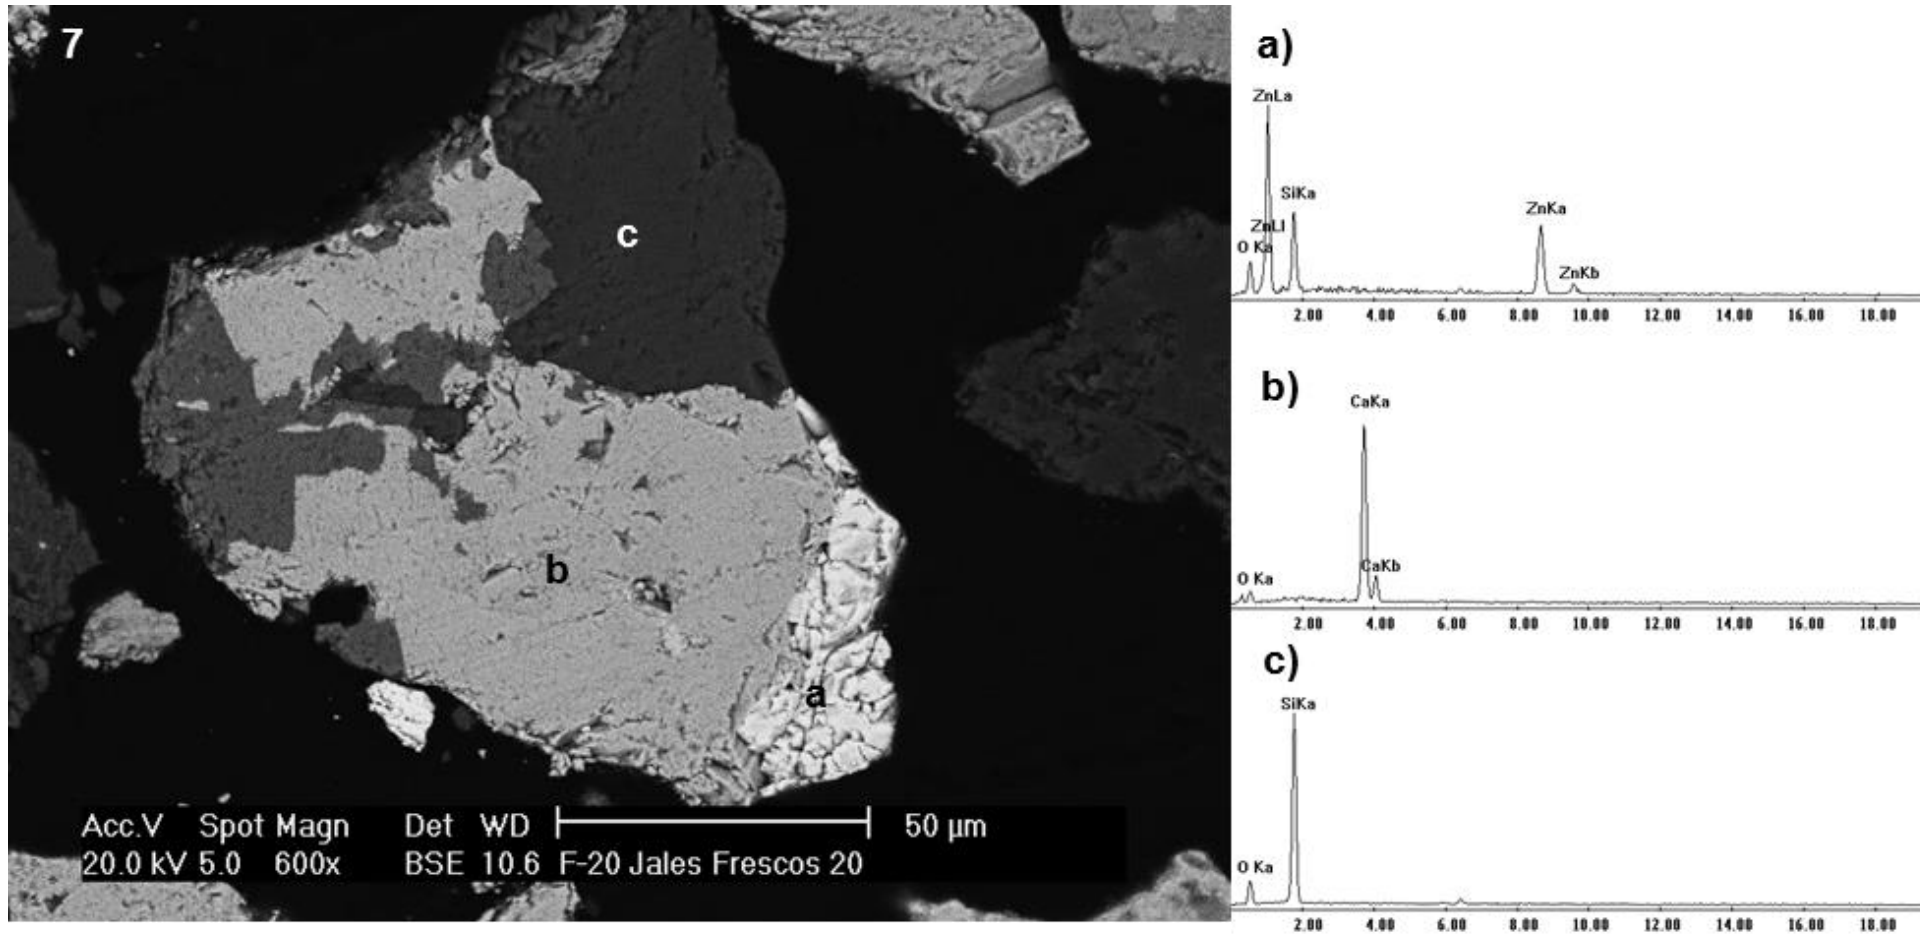 7
c
b
a
Acc.V Spot Magn Det WD 50 µm
20.0 kV 5.0 600x BSE 10.6 F-20 Jales Frescos 20
a)
ZnLa
SiKa
ZnLl
O Ka
ZnKa
ZnKb
2.00 4.00 6.00 8.00 10.00 12.00 14.00 16.00 18.00
b)
CaKa
CaKb
O Ka
2.00 4.00 6.00 8.00 10.00 12.00 14.00 16.00 18.00
c)
SiKa
O Ka
2.00 4.00 6.00 8.00 10.00 12.00 14.00 16.00 18.00